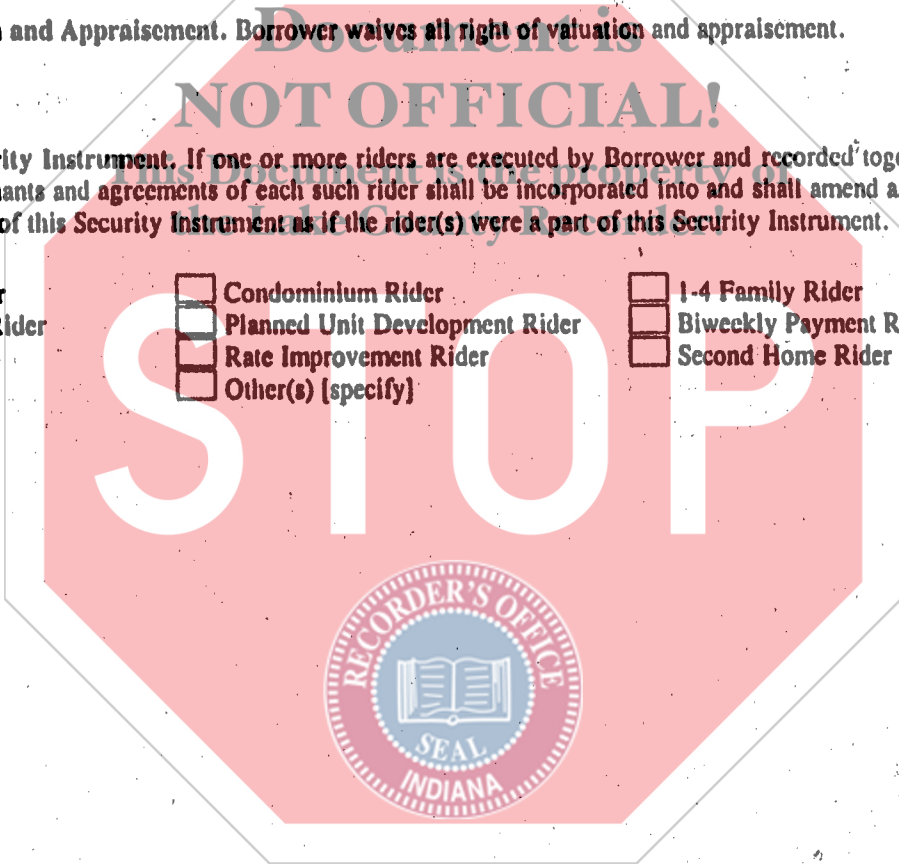 and Appraisement. Borrower waives all right of valuation and appraisement.
Document is
NOT OFFICIAL!
rity Instrument. If one or more riders are executed by Borrower and recorded toge
This Document is the property of
nants and agreements of each such rider shall be incorporated into and shall amend a
the Lake County Recorder!
of this Security Instrument as if the rider(s) were a part of this Security Instrument.
Condominium Rider
1-4 Family Rider
Rider
Planned Unit Development Rider
Biweekly Payment R
Rate Improvement Rider
Second Home Rider
Other(s) [specify]
STOP
RECORDER'S OFFICE
SEAL
INDIANA